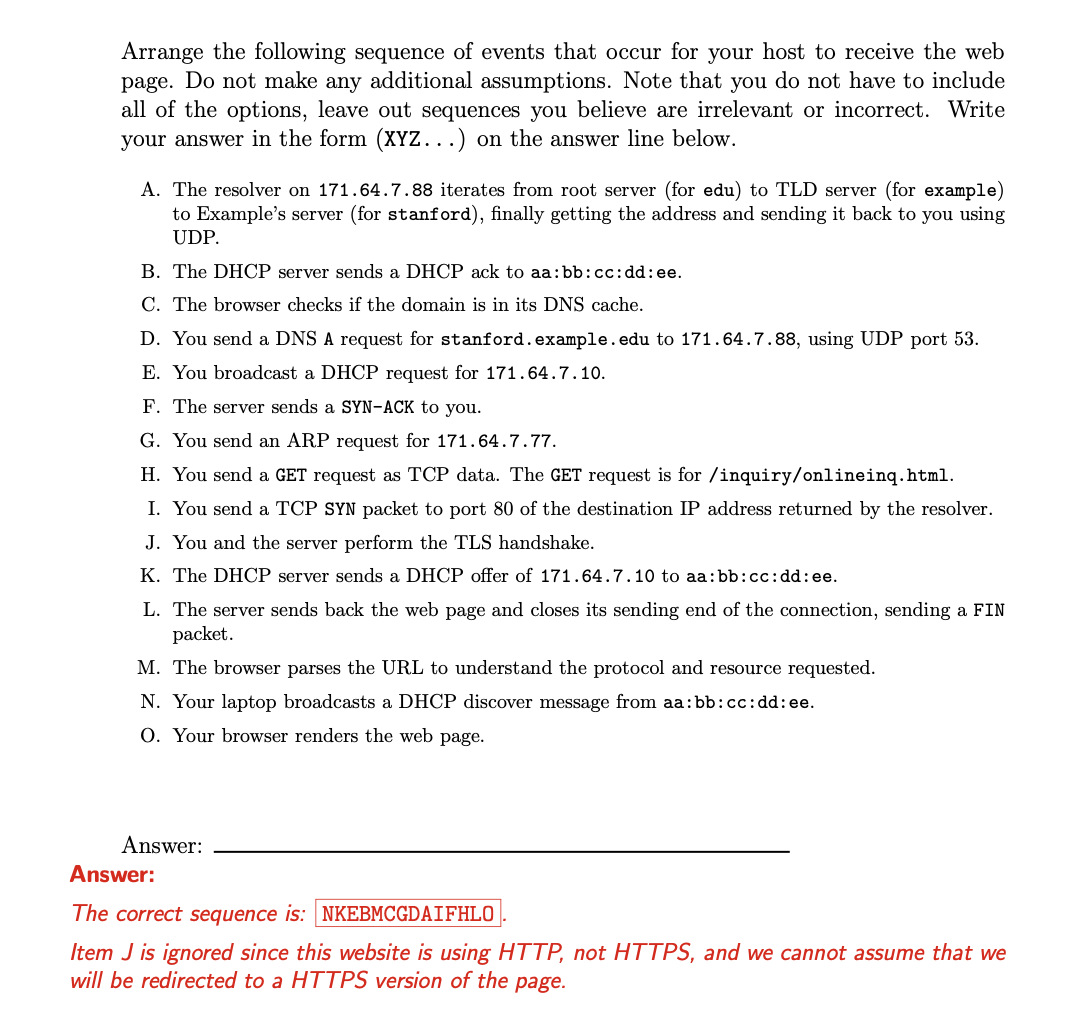 Arrange the following sequence of events that occur for your host to receive the web
page. Do not make any additional assumptions. Note that you do not have to include
all of the options, leave out sequences you believe are irrelevant or incorrect. Write
your answer in the form (XYZ...) on the answer line below.
A. The resolver on 171.64.7.88 iterates from root server (for edu) to TLD server (for example)
to Example's server (for stanford), finally getting the address and sending it back to you using
UDP.
B. The DHCP server sends a DHCP ack to aa:bb:cc:dd:ee.
C. The browser checks if the domain is in its DNS cache.
D. You send a DNS A request for stanford.example.edu to 171.64.7.88, using UDP port 53.
E. You broadcast a DHCP request for 171.64.7.10.
F. The server sends a SYN-ACK to you.
G. You send an ARP request for 171.64.7.77.
H. You send a GET request as TCP data. The GET request is for /inquiry/onlineinq.html.
I. You send a TCP SYN packet to port 80 of the destination IP address returned by the resolver.
J. You and the server perform the TLS handshake.
K. The DHCP server sends a DHCP offer of 171.64.7.10 to aa:bb:cc:dd:ee.
L. The server sends back the web page and closes its sending end of the connection, sending a FIN
packet.
M. The browser parses the URL to understand the protocol and resource requested.
N. Your laptop broadcasts a DHCP discover message from aa:bb:cc:dd:ee.
O. Your browser renders the web page.
Answer:
Answer:
The correct sequence is: NKEBMCGDAIFHLO.
Item J is ignored since this website is using HTTP, not HTTPS, and we cannot assume that we
will be redirected to a HTTPS version of the page.